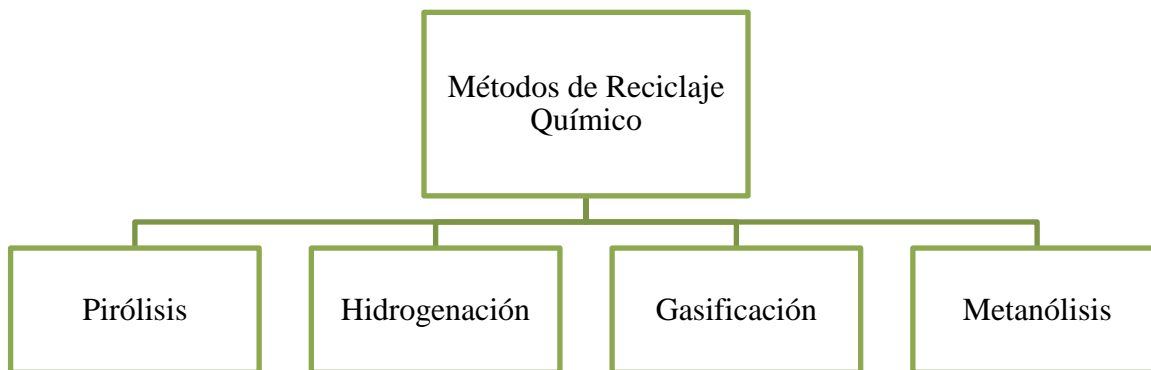 Métodos de Reciclaje
Químico
Pirólisis
Hidrogenación
Gasificación
Metanólisis